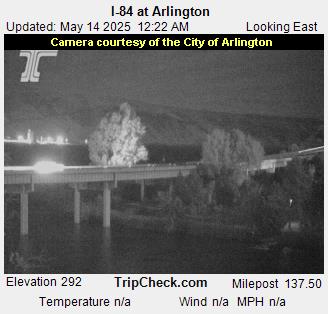 I-84 at Arlington
Updated: May 14 2025 12:22 AM Looking East
Camera courtesy of the City of Arlington
Elevation 292 TripCheck.com Milepost 137.50
Temperature n/a Wind n/a MPH n/a